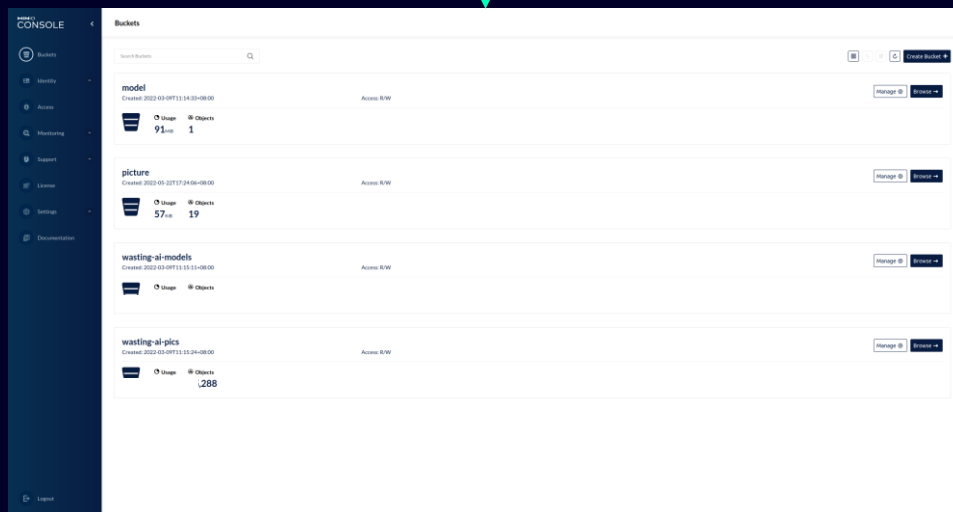 MINIO
CONSOLE
Buckets
Identity
Access
Monitoring
Support
License
Settings
Documentation
Logout
Buckets
Search Buckets
Create Bucket +
model
Created: 2022-03-09T11:14:33+08:00 Access: R/W
Manage
Browse →
Usage Objects
91 1
picture
Created: 2022-05-22T17:24:06+08:00 Access: R/W
Manage
Browse →
Usage Objects
57 19
wasting-ai-models
Created: 2022-03-09T11:15:11+08:00 Access: R/W
Manage
Browse →
Usage Objects
wasting-ai-pics
Created: 2022-03-09T11:15:24+08:00 Access: R/W
Manage
Browse →
Usage Objects
,288